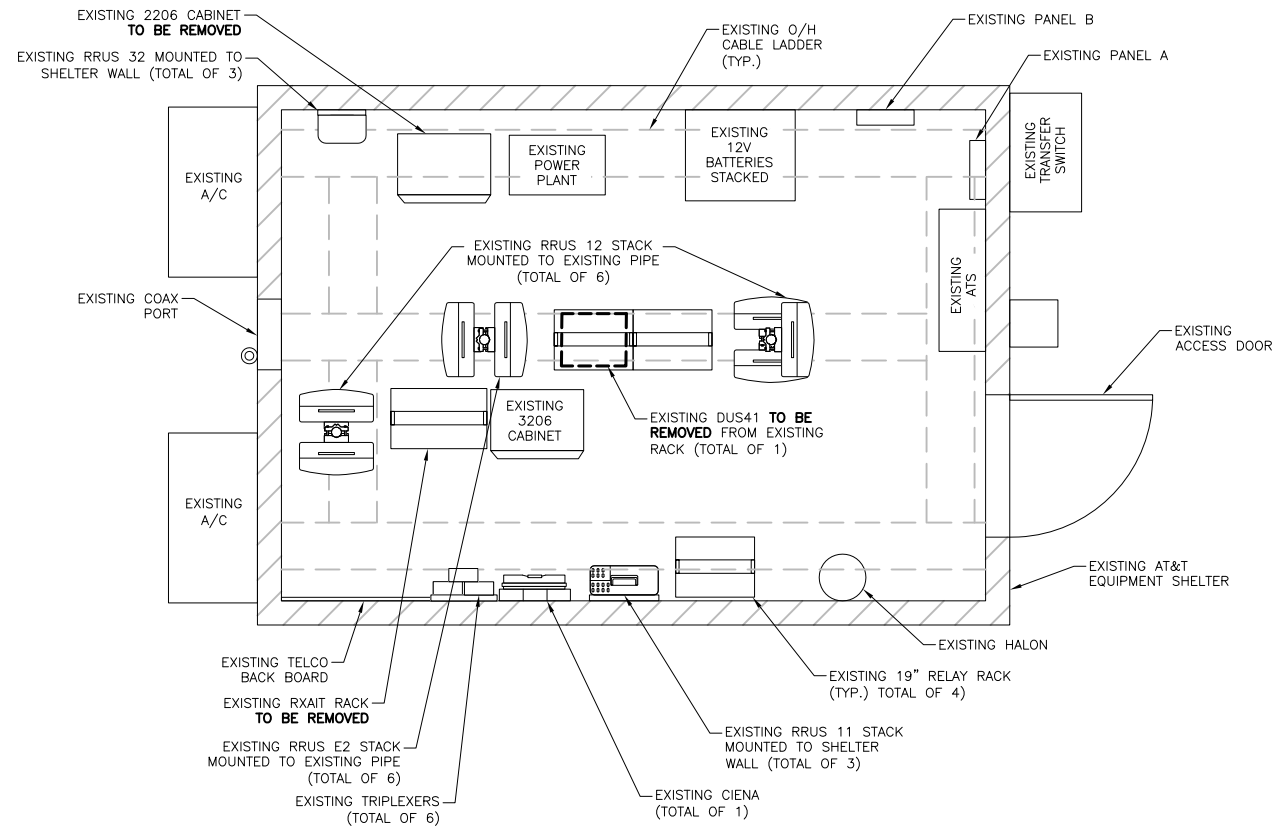 EXISTING 2206 CABINET
TO BE REMOVED
EXISTING RRUS 32 MOUNTED TO
SHELTER WALL (TOTAL OF 3)
EXISTING O/H
CABLE LADDER
(TYP.)
EXISTING PANEL B
EXISTING PANEL A
EXISTING
A/C
EXISTING
POWER
PLANT
EXISTING
12V
BATTERIES
STACKED
EXISTING
TRANSFER
SWITCH
EXISTING RRUS 12 STACK
MOUNTED TO EXISTING PIPE
(TOTAL OF 6)
EXISTING
ATS
EXISTING COAX
PORT
EXISTING
ACCESS DOOR
EXISTING
3206
CABINET
EXISTING DUS41 TO BE
REMOVED FROM EXISTING
RACK (TOTAL OF 1)
EXISTING
A/C
EXISTING AT&T
EQUIPMENT SHELTER
EXISTING HALON
EXISTING TELCO
BACK BOARD
EXISTING 19" RELAY RACK
(TYP.) TOTAL OF 4)
EXISTING RXAIT RACK
TO BE REMOVED
EXISTING RRUS 11 STACK
MOUNTED TO SHELTER
WALL (TOTAL OF 3)
EXISTING RRUS E2 STACK
MOUNTED TO EXISTING PIPE
(TOTAL OF 6)
EXISTING TRIPLEXERS
(TOTAL OF 6)
EXISTING CIENA
(TOTAL OF 1)